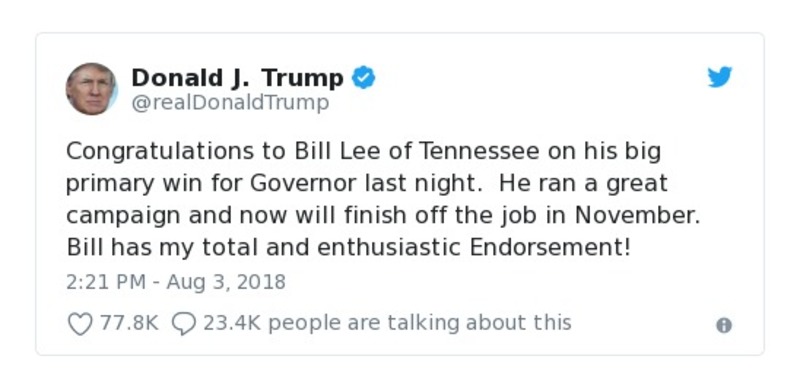 Donald J. Trump
@realDonaldTrump
Congratulations to Bill Lee of Tennessee on his big
primary win for Governor last night.  He ran a great
campaign and now will finish off the job in November.
Bill has my total and enthusiastic Endorsement!
2:21 PM - Aug 3, 2018
77.8K 23.4K people are talking about this